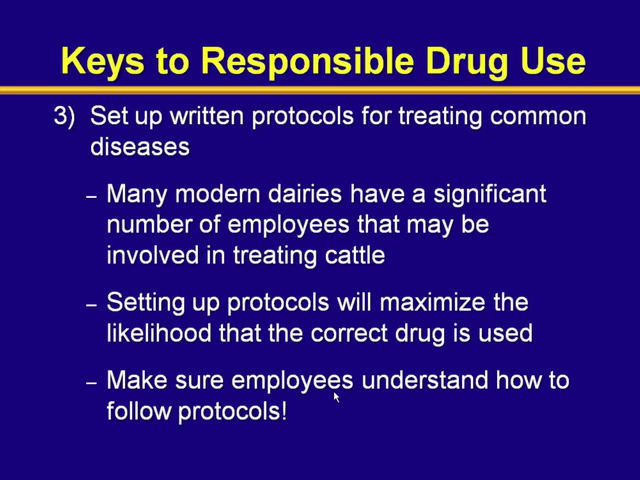 Keys to Responsible Drug Use
3) Set up written protocols for treating common
diseases
– Many modern dairies have a significant
number of employees that may be
involved in treating cattle
– Setting up protocols will maximize the
likelihood that the correct drug is used
– Make sure employees understand how to
follow protocols!